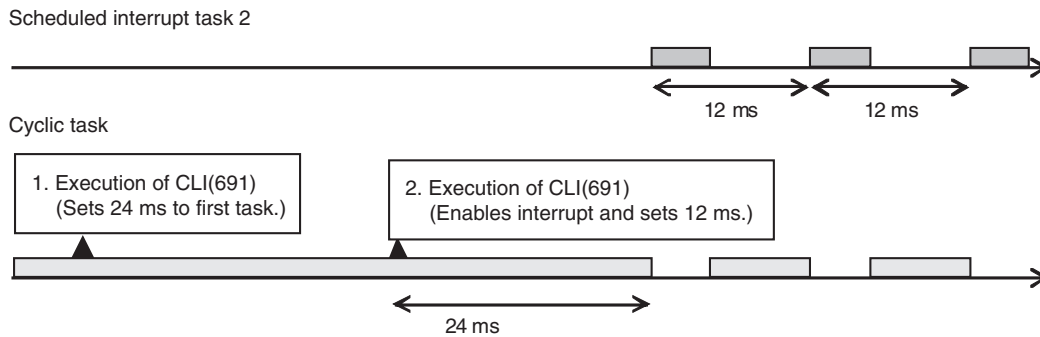 Scheduled interrupt task 2
12 ms
12 ms
Cyclic task
1. Execution of CLI(691)
(Sets 24 ms to first task.)
2. Execution of CLI(691)
(Enables interrupt and sets 12 ms.)
24 ms